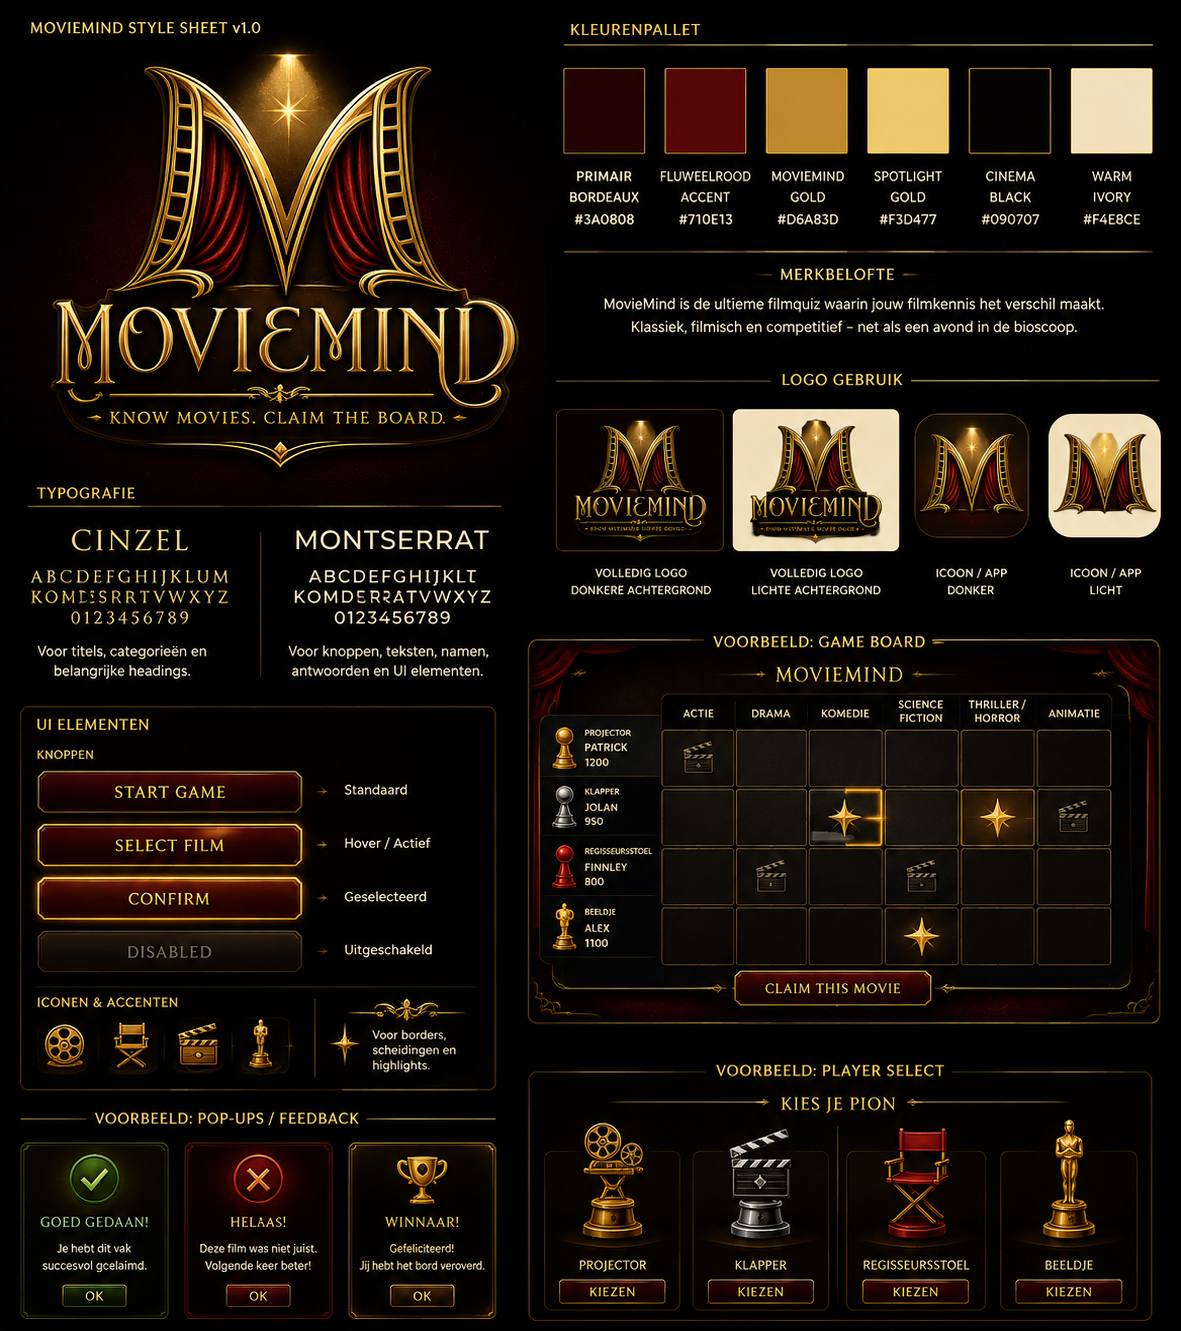 MOVIEMIND STYLE SHEET v1.0
MOVIEMIND
KNOW MOVIES. CLAIM THE BOARD.
TYPOGRAFIE
CINZEL
ABCDEFGHIJKLUM
0123456789
Voor titels, categorieën en
belangrijke headings.
MONTSERRAT
ABCDEFGHIJKLT
0123456789
Voor knoppen, teksten, namen,
antwoorden en UI elementen.
UI ELEMENTEN
KNOPPEN
START GAME → Standaard
SELECT FILM → Hover / Actief
CONFIRM → Geselecteerd
DISABLED → Uitgeschakeld
ICONEN & ACCENTEN
Voor borders,
scheidingen en
highlights.
VOORBEELD: POP-UPS / FEEDBACK
GOED GEDAAN!
Je hebt dit vak
succesvol gcelaimd.
OK
HELAAS!
Deze film was niet juist.
Volgende keer beter!
OK
WINNAAR!
Gefeliciteerd!
Jij hebt het bord veroverd.
OK
KLEURENPALLET
PRIMAIR
BORDEAUX
#3A0808
FLUWEELROOD
ACCENT
#710E13
MOVIEMIND
GOLD
#D6A83D
SPOTLIGHT
GOLD
#F3D477
CINEMA
BLACK
#090707
WARM
IVORY
#F4E8CE
MERKBELOFTE
MovieMind is de ultieme filmquiz waarin jouw filmkennis het verschil maakt.
Klassiek, filmisch en competitief – net als een avond in de bioscoop.
LOGO GEBRUIK
MOVIEMIND
MOVIEMIND
VOLLEDIG LOGO
DONKERE ACHTERGROND
VOLLEDIG LOGO
LICHTE ACHTERGROND
ICOON / APP
DONKER
ICOON / APP
LICHT
VOORBEELD: GAME BOARD
MOVIEMIND
ACTIE
DRAMA
KOMEDIE
SCIENCE
FICTION
THRILLER /
HORROR
ANIMATIE
PROJECTOR
PATRICK
1200
KLAPPER
JOLAN
950
REGISSEURSSTOEL
FINNLEY
800
BEELDJE
ALEX
1100
CLAIM THIS MOVIE
VOORBEELD: PLAYER SELECT
KIES JE PION
PROJECTOR
KIEZEN
KLAPPER
KIEZEN
REGISSEURSSTOEL
KIEZEN
BEELDJE
KIEZEN